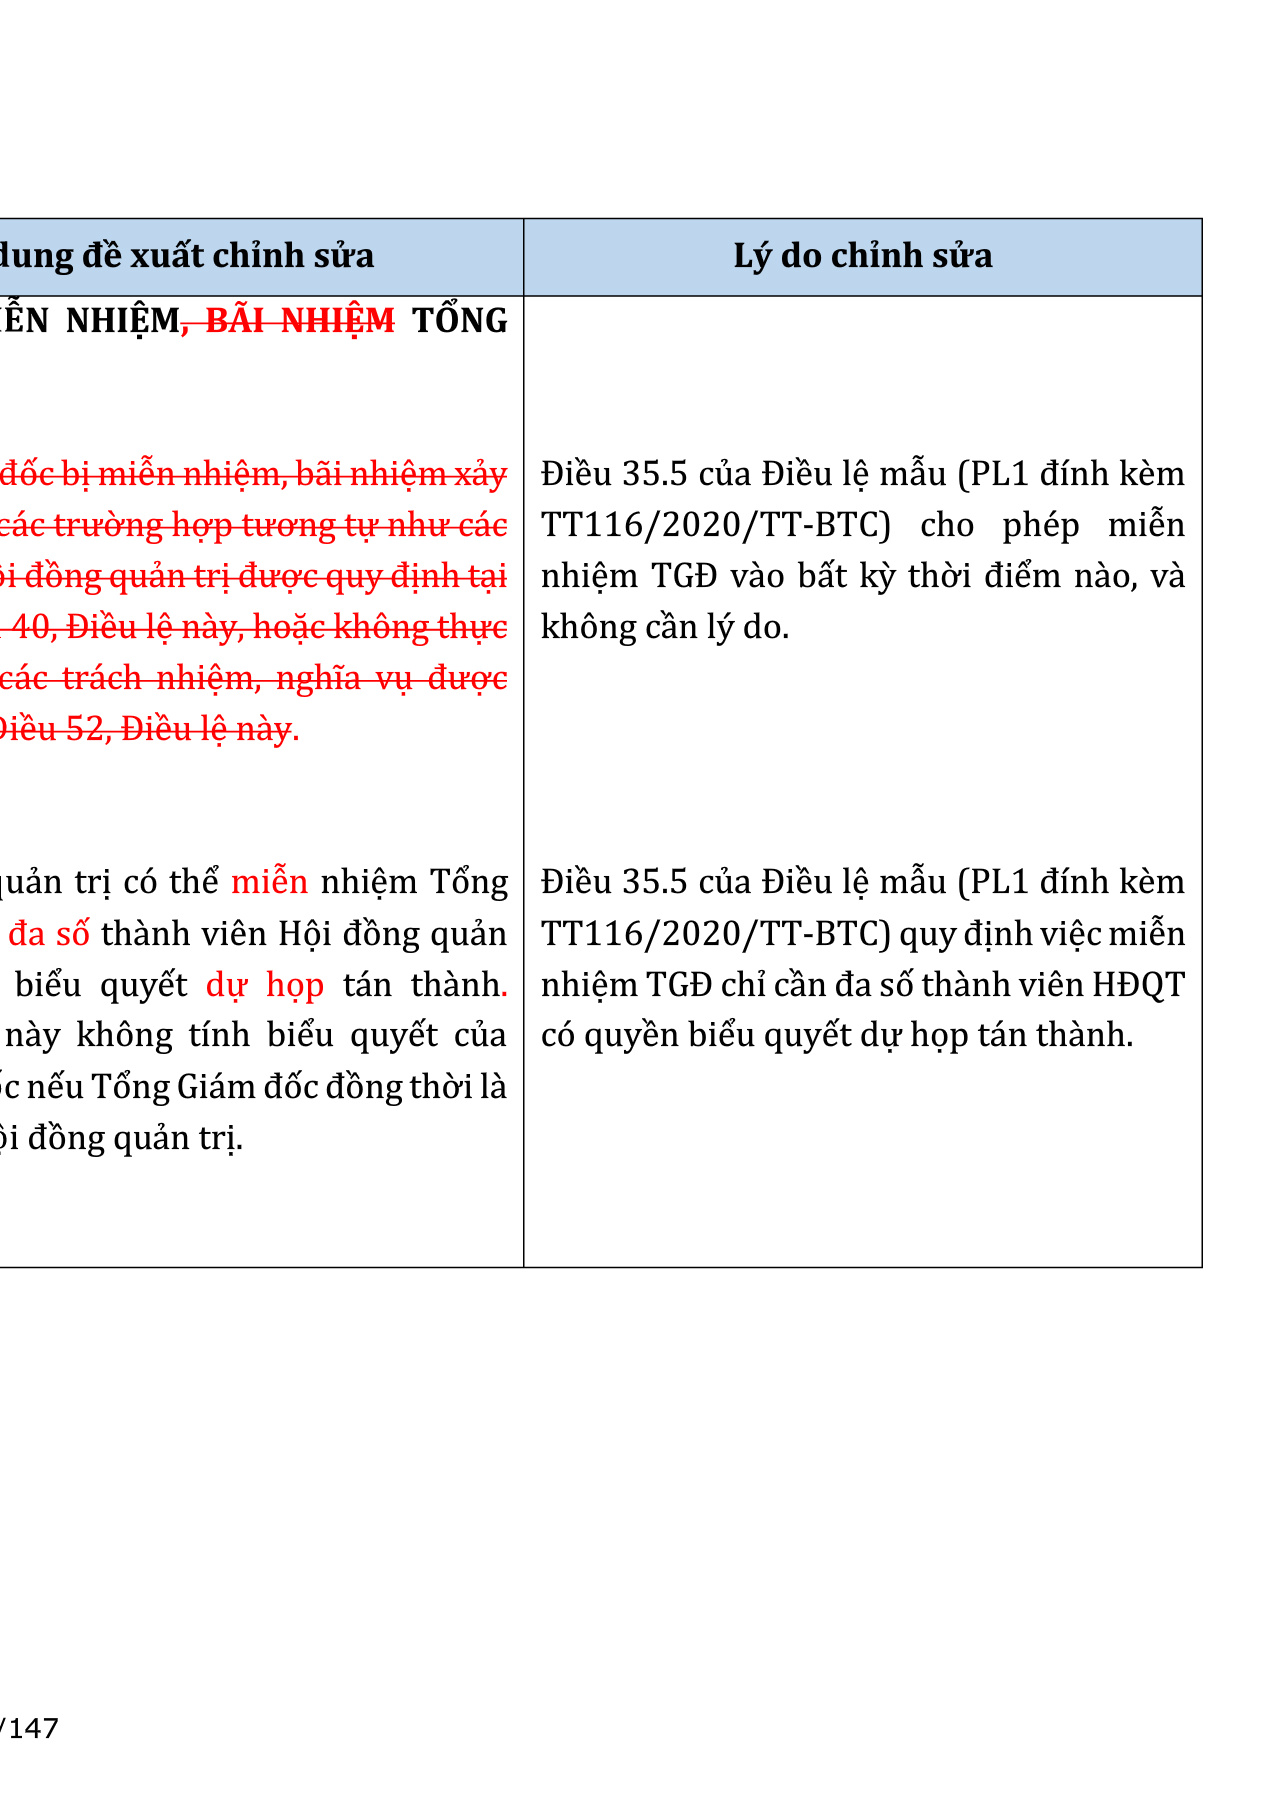 dung đề xuất chỉnh sửa
Lý do chỉnh sửa
NHIỆM, BÃI NHIỆM TỔNG
đốc bị miễn nhiệm, bãi nhiệm xảy
các trường hợp tương tự như các
đồng quản trị được quy định tại
40, Điều lệ này, hoặc không thực
các trách nhiệm, nghĩa vụ được
Điều 52, Điều lệ này.
quản trị có thể miễn nhiệm Tổng
đa số thành viên Hội đồng quản
biểu quyết dự họp tán thành.
này không tính biểu quyết của
nếu Tổng Giám đốc đồng thời là
đồng quản trị.
Điều 35.5 của Điều lệ mẫu (PL1 đính kèm
TT116/2020/TT-BTC) cho phép miễn
nhiệm TGĐ vào bất kỳ thời điểm nào, và
không cần lý do.
Điều 35.5 của Điều lệ mẫu (PL1 đính kèm
TT116/2020/TT-BTC) quy định việc miễn
nhiệm TGĐ chỉ cần đa số thành viên HĐQT
có quyền biểu quyết dự họp tán thành.
/147